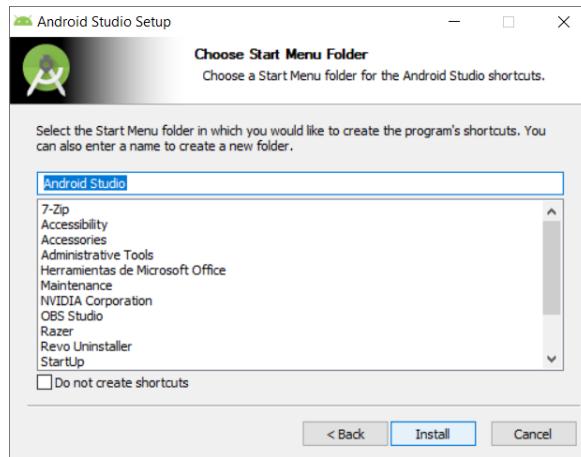 Android Studio Setup
Choose Start Menu Folder
Choose a Start Menu folder for the Android Studio shortcuts.
Select the Start Menu folder in which you would like to create the program's shortcuts. You
can also enter a name to create a new folder.
Android Studio
7-Zip
Accessibility
Accessories
Administrative Tools
Herramientas de Microsoft Office
Maintenance
NVIDIA Corporation
OBS Studio
Razer
Revo Uninstaller
StartUp
Do not create shortcuts
< Back Install Cancel